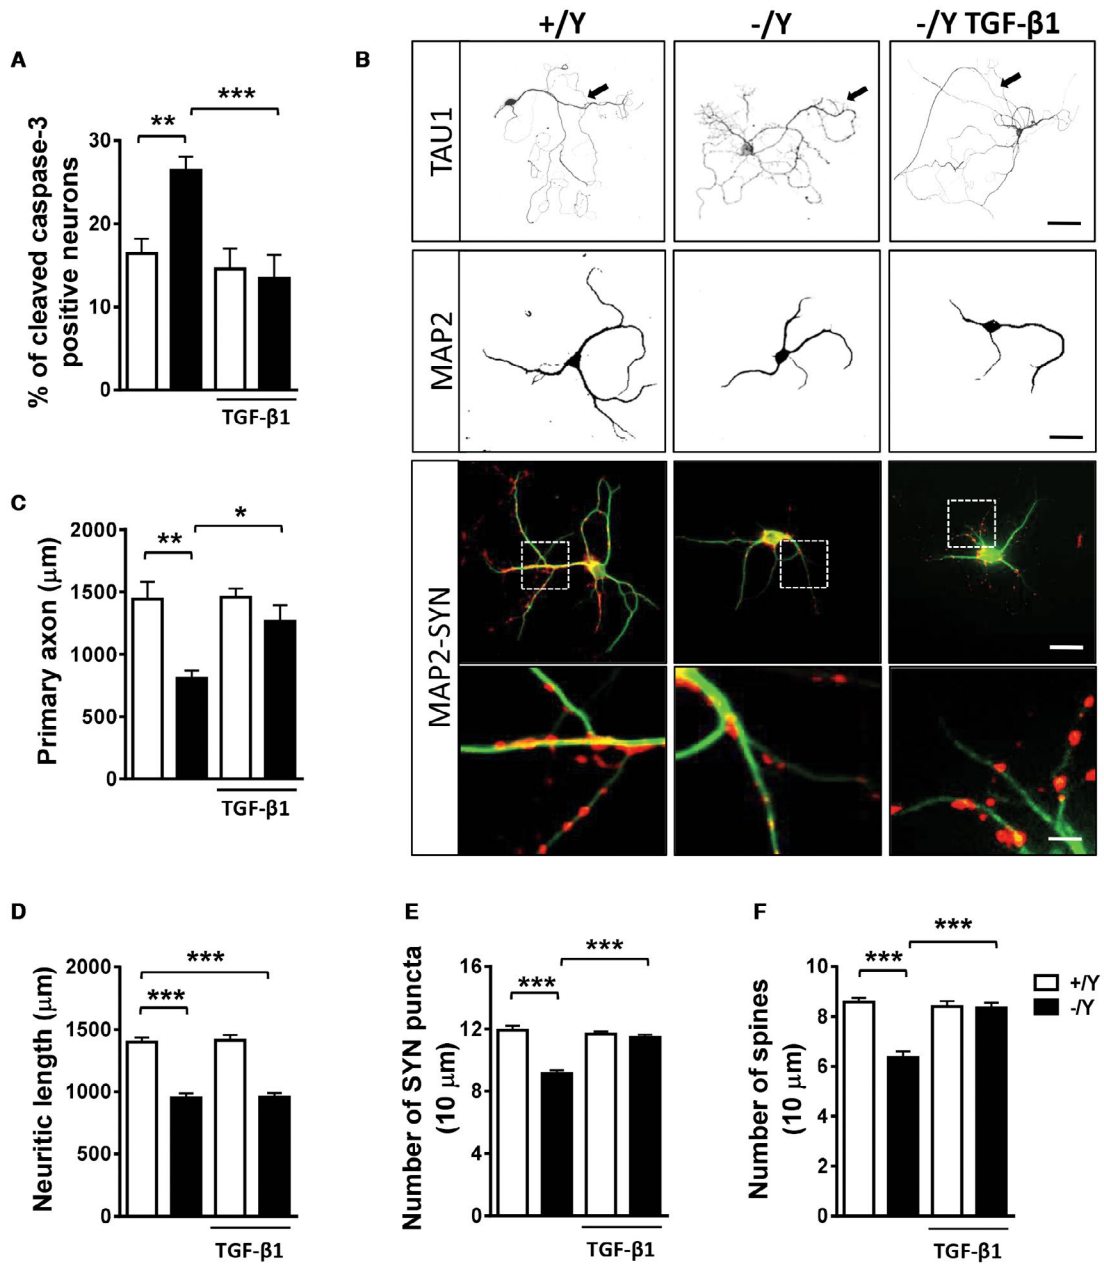 +/Y
-/Y
-/Y TGF-β1
A
B
**
***
30
20
10
0
% of cleaved caspase-3
positive neurons
TGF-β1
TAU1
MAP2
MAP2-SYN
C
**
*
2000
1500
1000
500
0
Primary axon (μm)
TGF-β1
D
***
***
2000
1500
1000
500
0
Neuritic length (μm)
TGF-β1
E
***
***
16
12
8
4
0
Number of SYN puncta
(10 μm)
TGF-β1
F
***
***
10
8
6
4
2
0
Number of spines
(10 μm)
TGF-β1
+/Y
-/Y